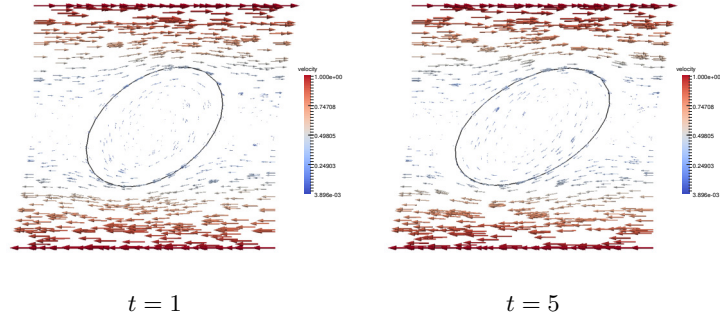 velocity
1.000e+00
0.74708
0.49805
0.24903
3.896e-03
velocity
1.000e+00
0.74708
0.49805
0.24903
3.896e-03
t = 1
t = 5